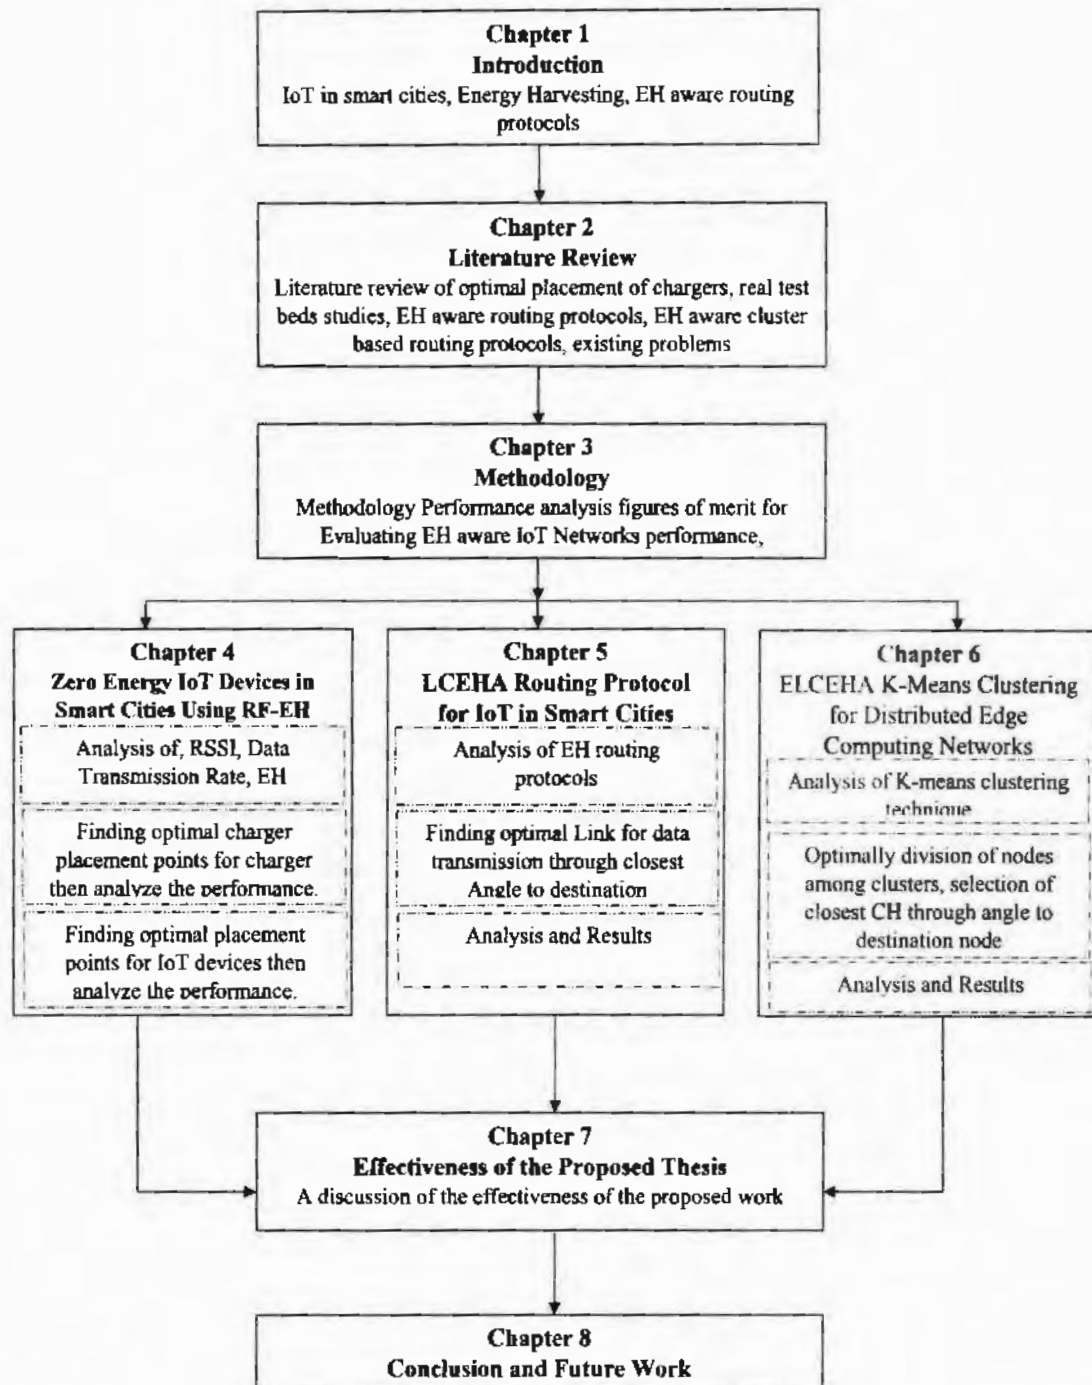 Chapter 1
Introduction
IoT in smart cities, Energy Harvesting, EH aware routing
protocols
Chapter 2
Literature Review
Literature review of optimal placement of chargers, real test
beds studies, EH aware routing protocols, EH aware cluster
based routing protocols, existing problems
Chapter 3
Methodology
Methodology Performance analysis figures of merit for
Evaluating EH aware IoT Networks performance,
Chapter 4
Zero Energy IoT Devices in
Smart Cities Using RF-EH
Analysis of, RSSI, Data
Transmission Rate, EH
Finding optimal charger
placement points for charger
then analyze the performance.
Finding optimal placement
points for IoT devices then
analyze the performance.
Chapter 5
LCEHA Routing Protocol
for IoT in Smart Cities
Analysis of EH routing
protocols
Finding optimal Link for data
transmission through closest
Angle to destination
Analysis and Results
Chapter 6
ELCEHA K-Means Clustering
for Distributed Edge
Computing Networks
Analysis of K-means clustering
technique
Optimally division of nodes
among clusters, selection of
closest CH through angle to
destination node
Analysis and Results
Chapter 7
Effectiveness of the Proposed Thesis
A discussion of the effectiveness of the proposed work
Chapter 8
Conclusion and Future Work